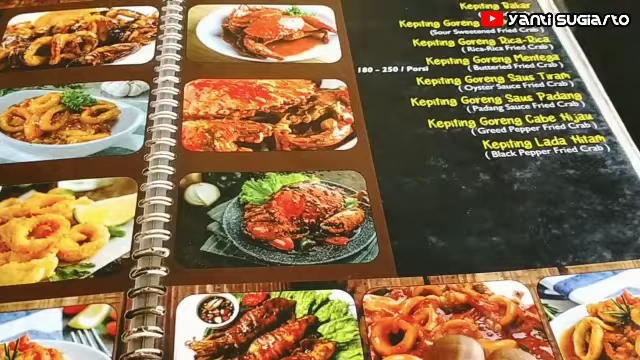 Kepiting Bakar
yanti sugiarto
Kepiting Goreng
( Sour Sweetened Fried Crab )
Kepiting Goreng Rica-Rica
( Rica-Rica Fried Crab )
Kepiting Goreng Mentega
( Buttered Fried Crab )
180 - 250 / Porsi
Kepiting Goreng Saus Tiram
( Oyster Sauce Fried Crab )
Kepiting Goreng Saus Padang
( Padang Sauce Fried Crab )
Kepiting Goreng Cabe Hijau
( Greed Pepper Fried Crab )
Kepiting Lada Hitam
( Black Pepper Fried Crab )